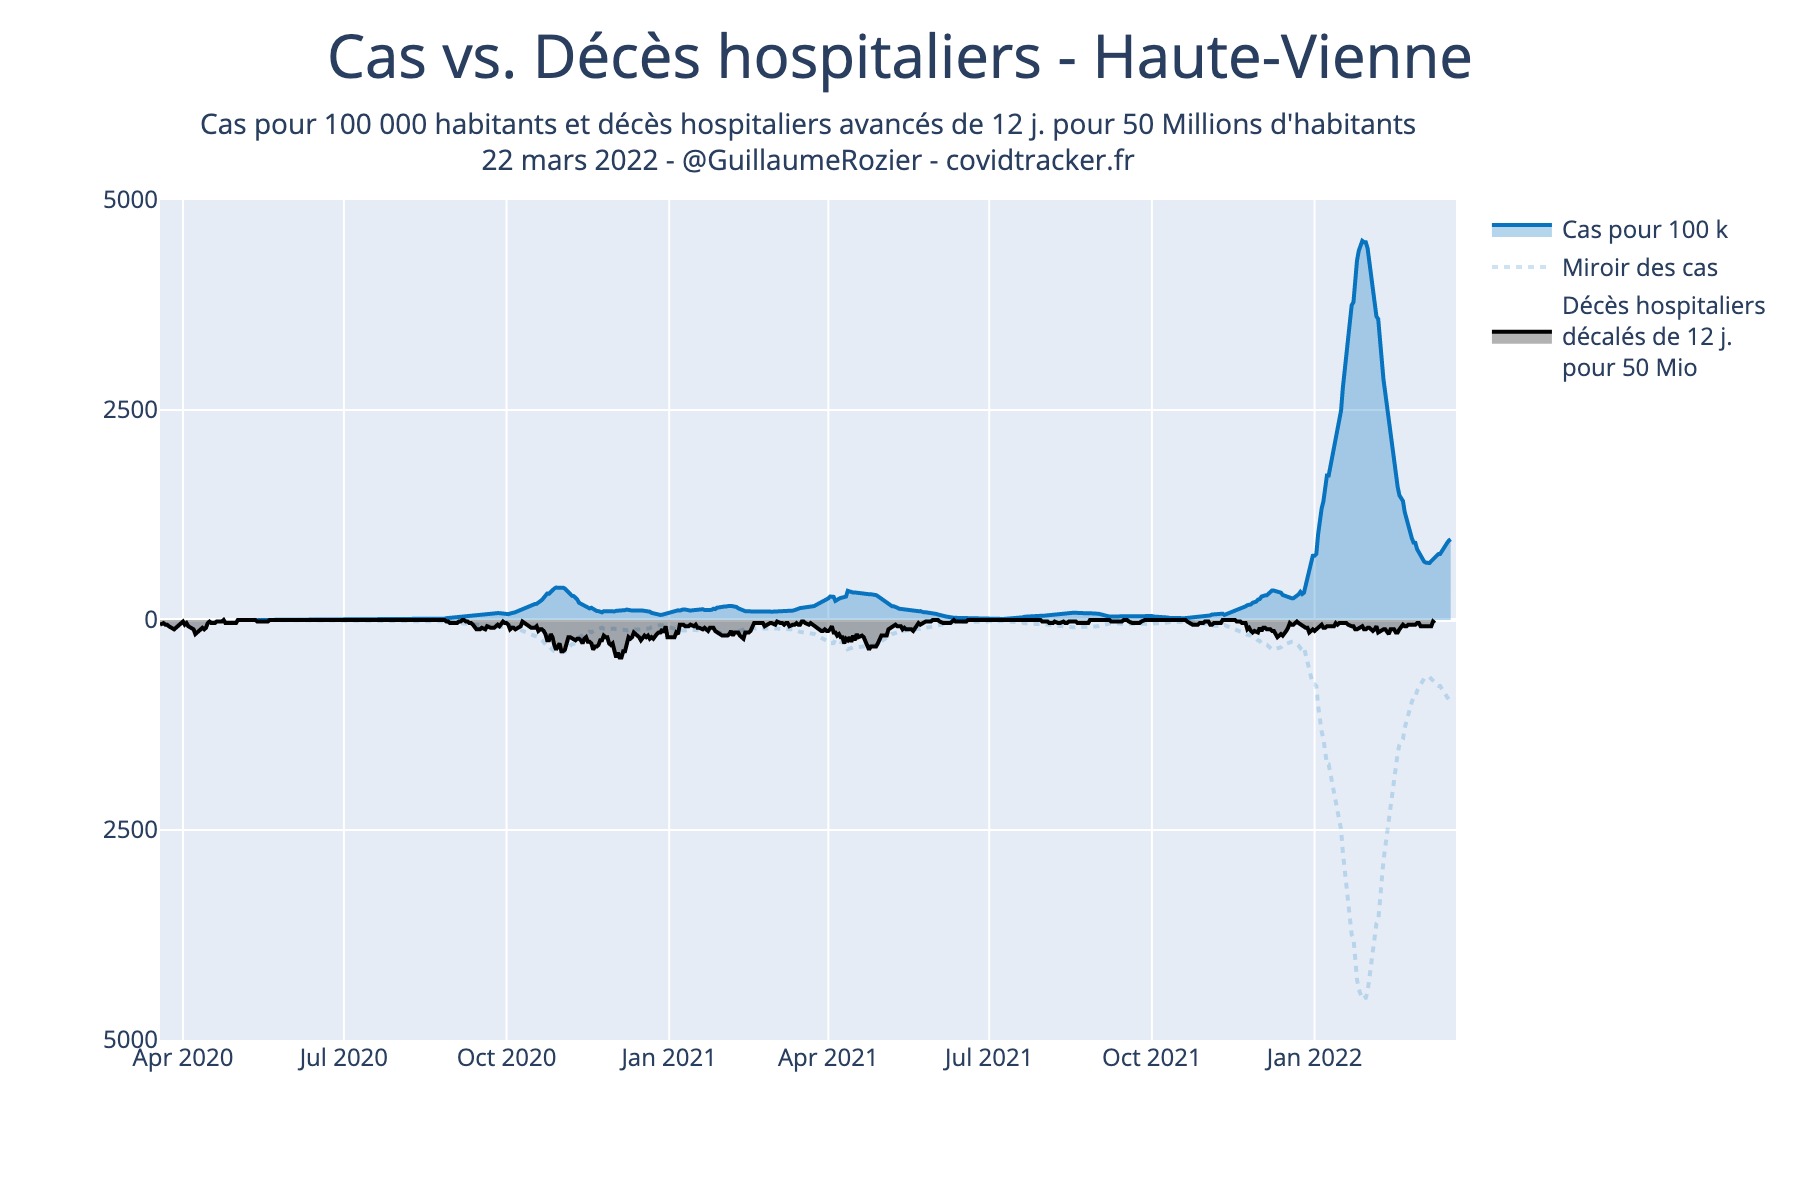 Cas vs. Décès hospitaliers - Haute-Vienne
Cas pour 100 000 habitants et décès hospitaliers avancés de 12 j. pour 50 Millions d'habitants
22 mars 2022 - @GuillaumeRozier - covidtracker.fr
5000
2500
0
2500
5000
Apr 2020
Jul 2020
Oct 2020
Jan 2021
Apr 2021
Jul 2021
Oct 2021
Jan 2022
Cas pour 100 k
Miroir des cas
Décès hospitaliers
décalés de 12 j.
pour 50 Mio